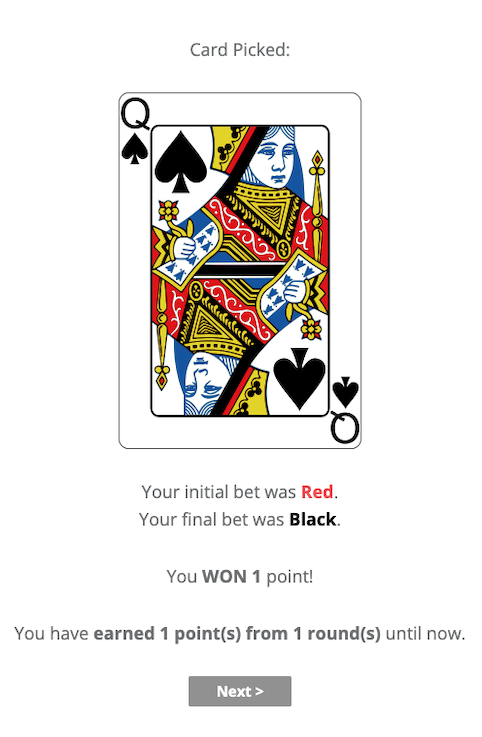 Card Picked:
Q
Q
Your initial bet was Red.
Your final bet was Black.
You WON 1 point!
You have earned 1 point(s) from 1 round(s) until now.
Next >